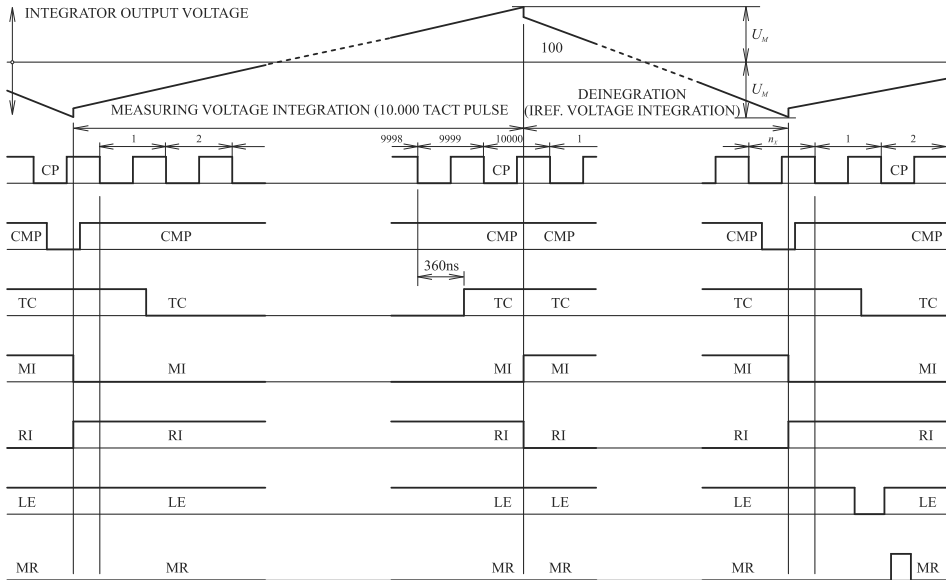 INTEGRATOR OUTPUT VOLTAGE
U_M
100
U_M
DEINEGRATION
MEASURING VOLTAGE INTEGRATION (10.000 TACT PULSE
(IREF. VOLTAGE INTEGRATION)
1 2 9998 9999 10000 1 n_x 1 2
CP CP CP
CMP CMP CMP CMP CMP CMP
360ns
TC TC TC TC TC TC
MI MI MI MI MI MI
RI RI RI RI RI RI
LE LE LE LE LE LE
MR MR MR MR MR MR